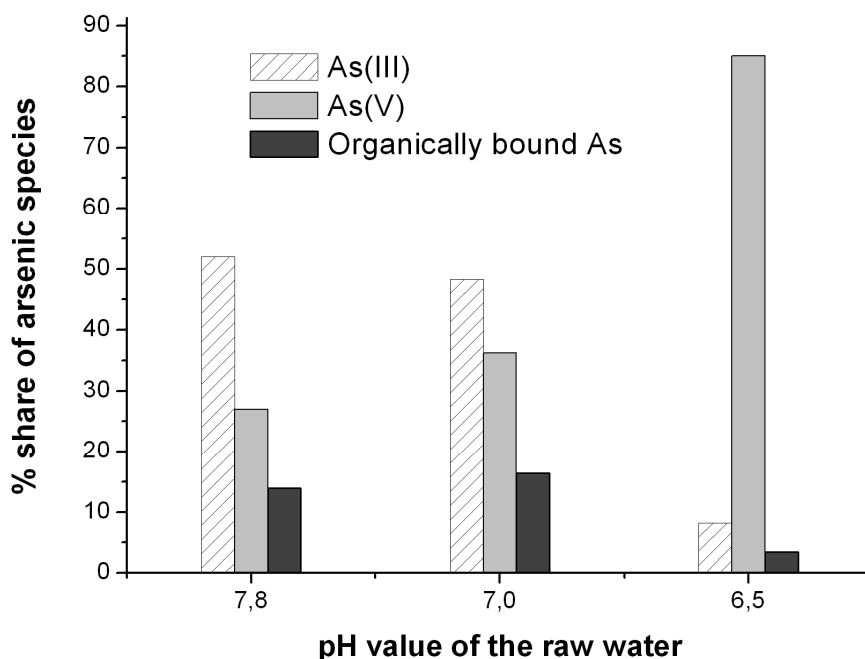 % share of arsenic species
90
80
70
60
50
40
30
20
10
0
As(III)
As(V)
Organically bound As
7,8
7,0
6,5
pH value of the raw water